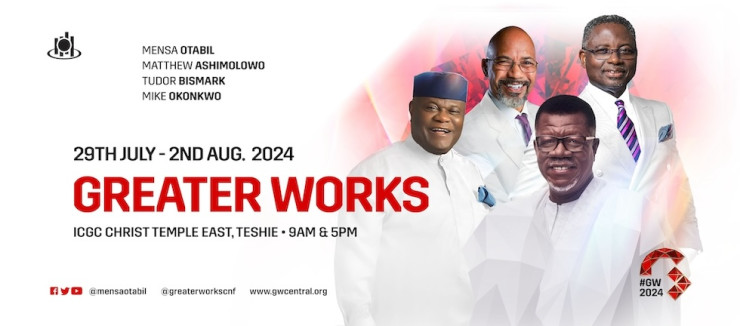 MENSA OTABIL
MATTHEW ASHIMOLOWO
TUDOR BISMARK
MIKE OKONKWO
29TH JULY - 2ND AUG. 2024
GREATER WORKS
ICGC CHRIST TEMPLE EAST, TESHIE • 9AM & 5PM
@mensaotabil @greaterworkscnf www.gwcentral.org
#GW
2024